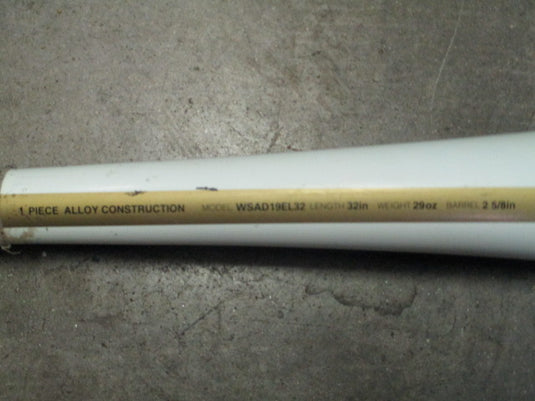 1 PIECE ALLOY CONSTRUCTION MODEL WSAD19EL32 LENGTH 32in WEIGHT 29oz BARREL 2 5/8in